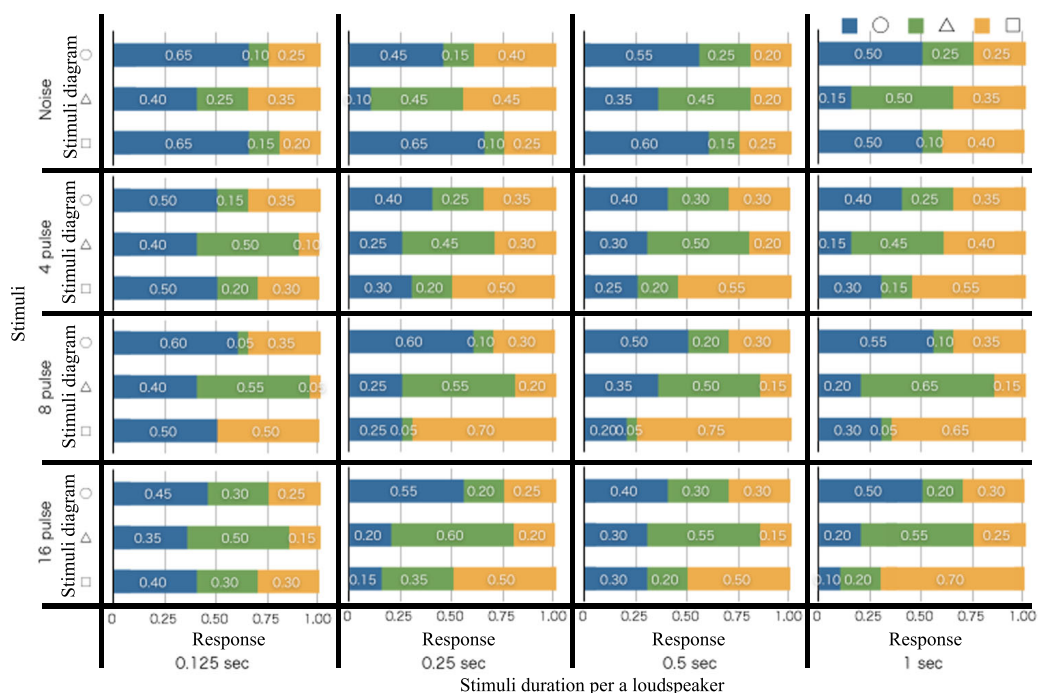 Noise
Stimuli diagram
0.65 0.10 0.25
0.45 0.15 0.40
0.55 0.25 0.20
0.50 0.25 0.25
0.40 0.25 0.35
0.10 0.45 0.45
0.35 0.45 0.20
0.15 0.50 0.35
0.65 0.15 0.20
0.65 0.10 0.25
0.60 0.15 0.25
0.50 0.10 0.40
Stimuli
4 pulse
Stimuli diagram
0.50 0.15 0.35
0.40 0.25 0.35
0.40 0.30 0.30
0.40 0.25 0.35
0.40 0.50 0.10
0.25 0.45 0.30
0.30 0.50 0.20
0.15 0.45 0.40
0.50 0.20 0.30
0.30 0.20 0.50
0.25 0.20 0.55
0.30 0.15 0.55
8 pulse
Stimuli diagram
0.60 0.05 0.35
0.60 0.10 0.30
0.50 0.20 0.30
0.55 0.10 0.35
0.40 0.55 0.05
0.25 0.55 0.20
0.35 0.50 0.15
0.20 0.65 0.15
0.50 0.50
0.25 0.05 0.70
0.20 0.05 0.75
0.30 0.05 0.65
16 pulse
Stimuli diagram
0.45 0.30 0.25
0.55 0.20 0.25
0.40 0.30 0.30
0.50 0.20 0.30
0.35 0.50 0.15
0.20 0.60 0.20
0.30 0.55 0.15
0.20 0.55 0.25
0.40 0.30 0.30
0.15 0.35 0.50
0.30 0.20 0.50
0.10 0.20 0.70
0 0.25 0.50 0.75 1.00
0 0.25 0.50 0.75 1.00
0 0.25 0.50 0.75 1.00
0 0.25 0.50 0.75 1.00
Response
Response
Response
Response
0.125 sec
0.25 sec
0.5 sec
1 sec
Stimuli duration per a loudspeaker